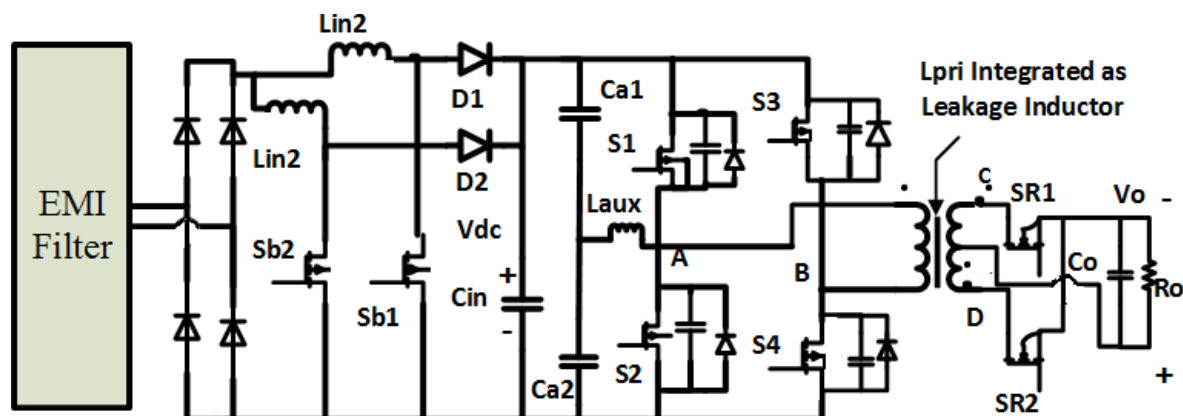 EMI
Filter
Lin2
Lin2
D1
D2
Sb2
Sb1
Vdc
+
Cin
-
Ca1
Ca2
Laux
S1
S2
A
S3
B
S4
Lpri Integrated as
Leakage Inductor
C
D
SR1
SR2
Vo
-
Co
Ro
+